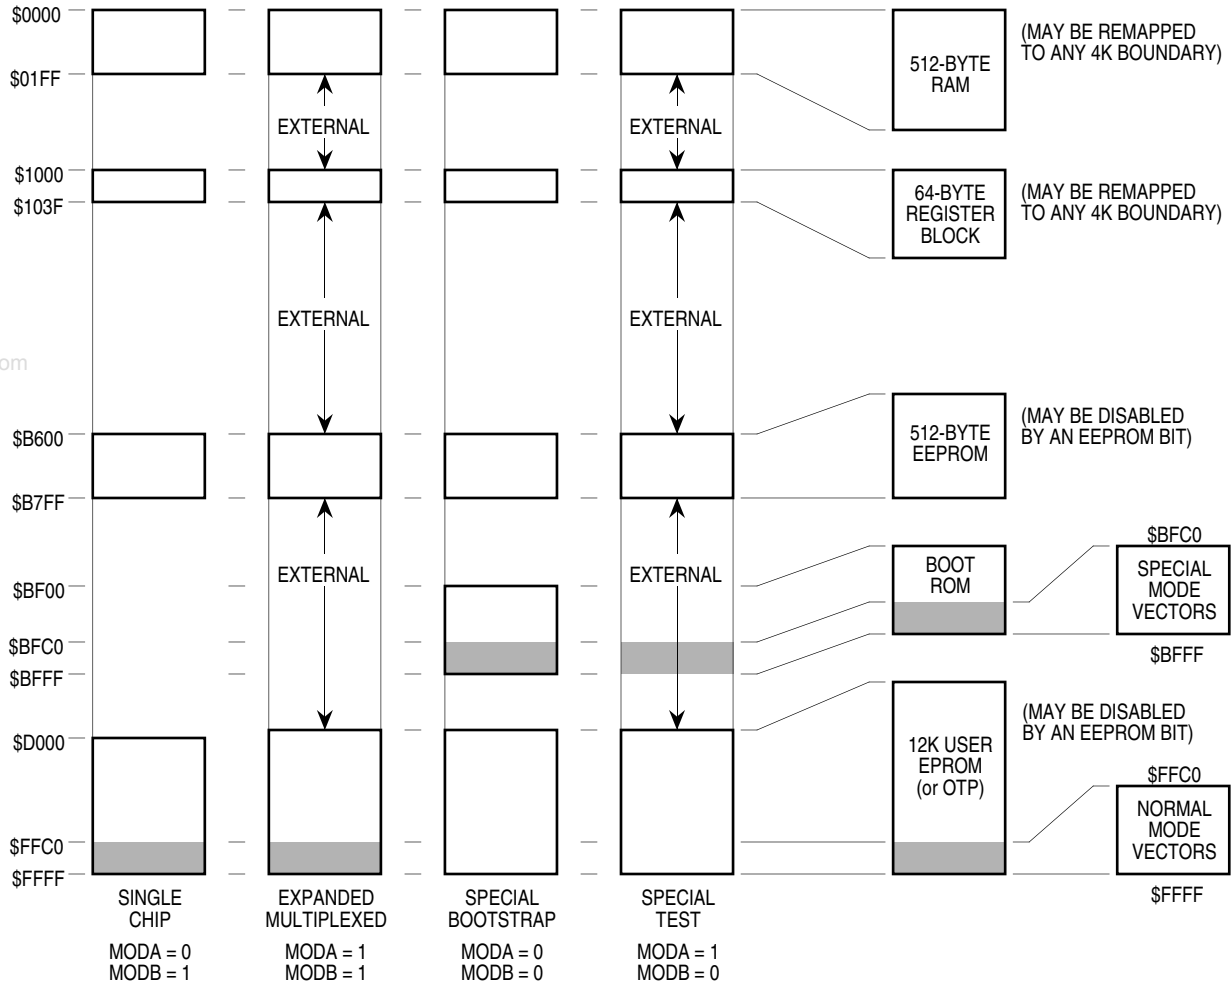 $0000
512-BYTE
RAM
(MAY BE REMAPPED
TO ANY 4K BOUNDARY)
$01FF
EXTERNAL
EXTERNAL
$1000
$103F
64-BYTE
REGISTER
BLOCK
(MAY BE REMAPPED
TO ANY 4K BOUNDARY)
EXTERNAL
EXTERNAL
om
$B600
$B7FF
512-BYTE
EEPROM
(MAY BE DISABLED
BY AN EEPROM BIT)
EXTERNAL
EXTERNAL
$BF00
$BFC0
$BFFF
BOOT
ROM
$BFC0
SPECIAL
MODE
VECTORS
$BFFF
$D000
12K USER
EPROM
(or OTP)
(MAY BE DISABLED
BY AN EEPROM BIT)
$FFC0
NORMAL
MODE
VECTORS
$FFFF
$FFC0
$FFFF
SINGLE
CHIP
MODA = 0
MODB = 1
EXPANDED
MULTIPLEXED
MODA = 1
MODB = 1
SPECIAL
BOOTSTRAP
MODA = 0
MODB = 0
SPECIAL
TEST
MODA = 1
MODB = 0